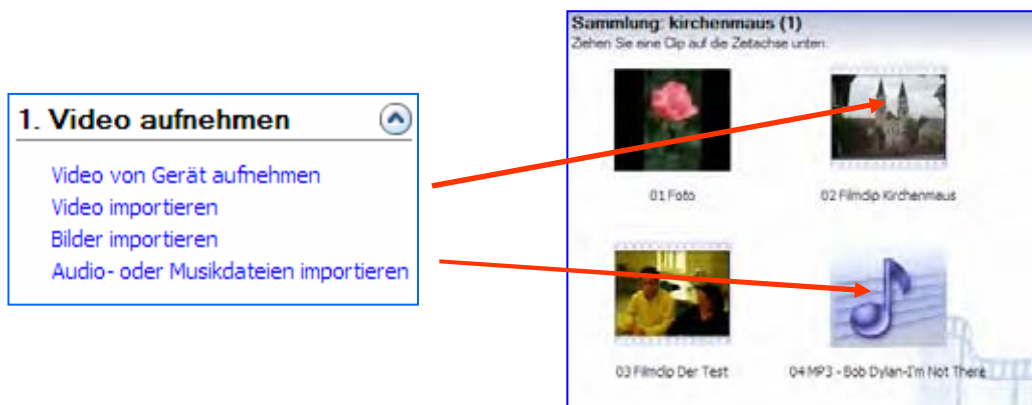 1. Video aufnehmen
Video von Gerät aufnehmen
Video importieren
Bilder importieren
Audio- oder Musikdateien importieren
Sammlung: kirchenmaus (1)
Ziehen Sie eine Clip auf die Zeitachse unten.
01 Foto
02 Filmclip Kirchenmaus
03 Filmclip Der Test
04 MP3 - Bob Dylan-I'm Not There